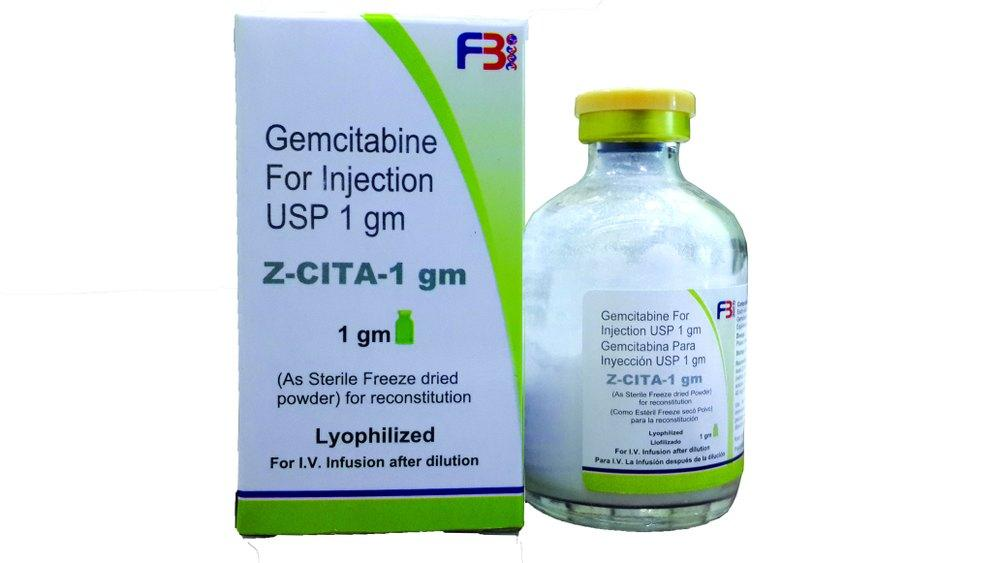 FB
Gemcitabine
For Injection
USP 1 gm
Z-CITA-1 gm
1 gm
(As Sterile Freeze dried
powder) for reconstitution
Lyophilized
For I.V. Infusion after dilution
FB
Gemcitabine For
Injection USP 1 gm
Gemcitabina Para
Inyección USP 1 gm
Z-CITA-1 gm
(As Sterile Freeze dried Powder)
for reconstitution
(Como Estéril Freeze secó Polvo)
para la reconstitución
Lyophilized
Liofilizado
1 gm
For I.V. Infusion after dilution
Para I.V. La Infusión después de la dilución